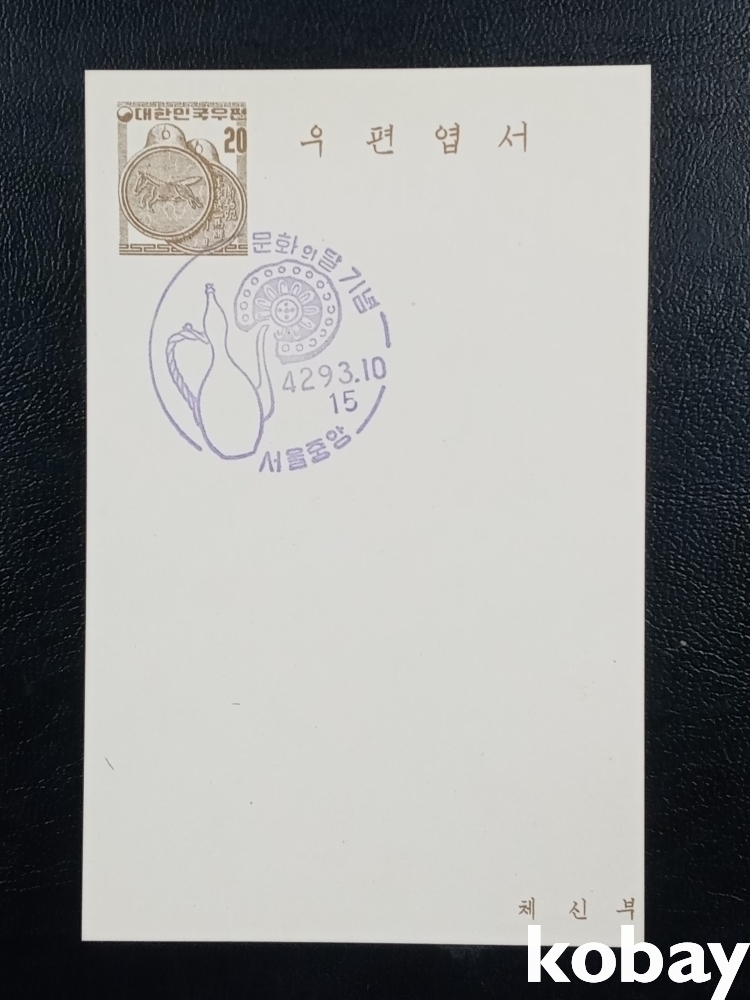 대한민국우편
20
우편엽서
문화의달 기념
4293.10
15
서울중앙
체신부
kobay